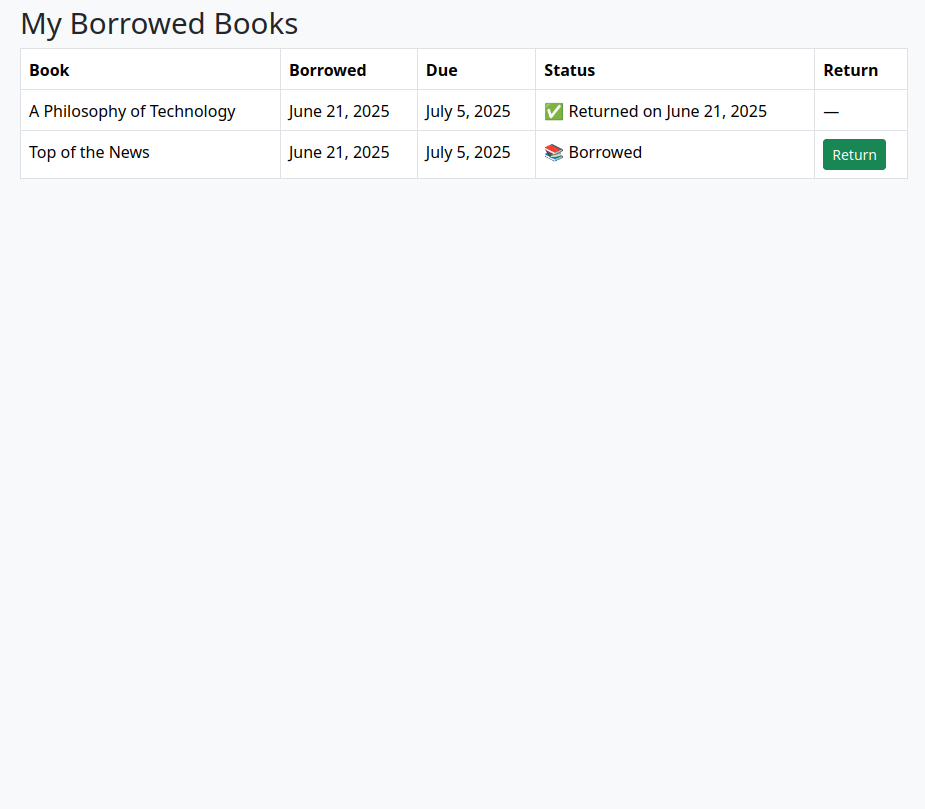 My Borrowed Books
Book Borrowed Due Status Return
A Philosophy of Technology June 21, 2025 July 5, 2025 ✅ Returned on June 21, 2025 —
Top of the News June 21, 2025 July 5, 2025 📚 Borrowed Return